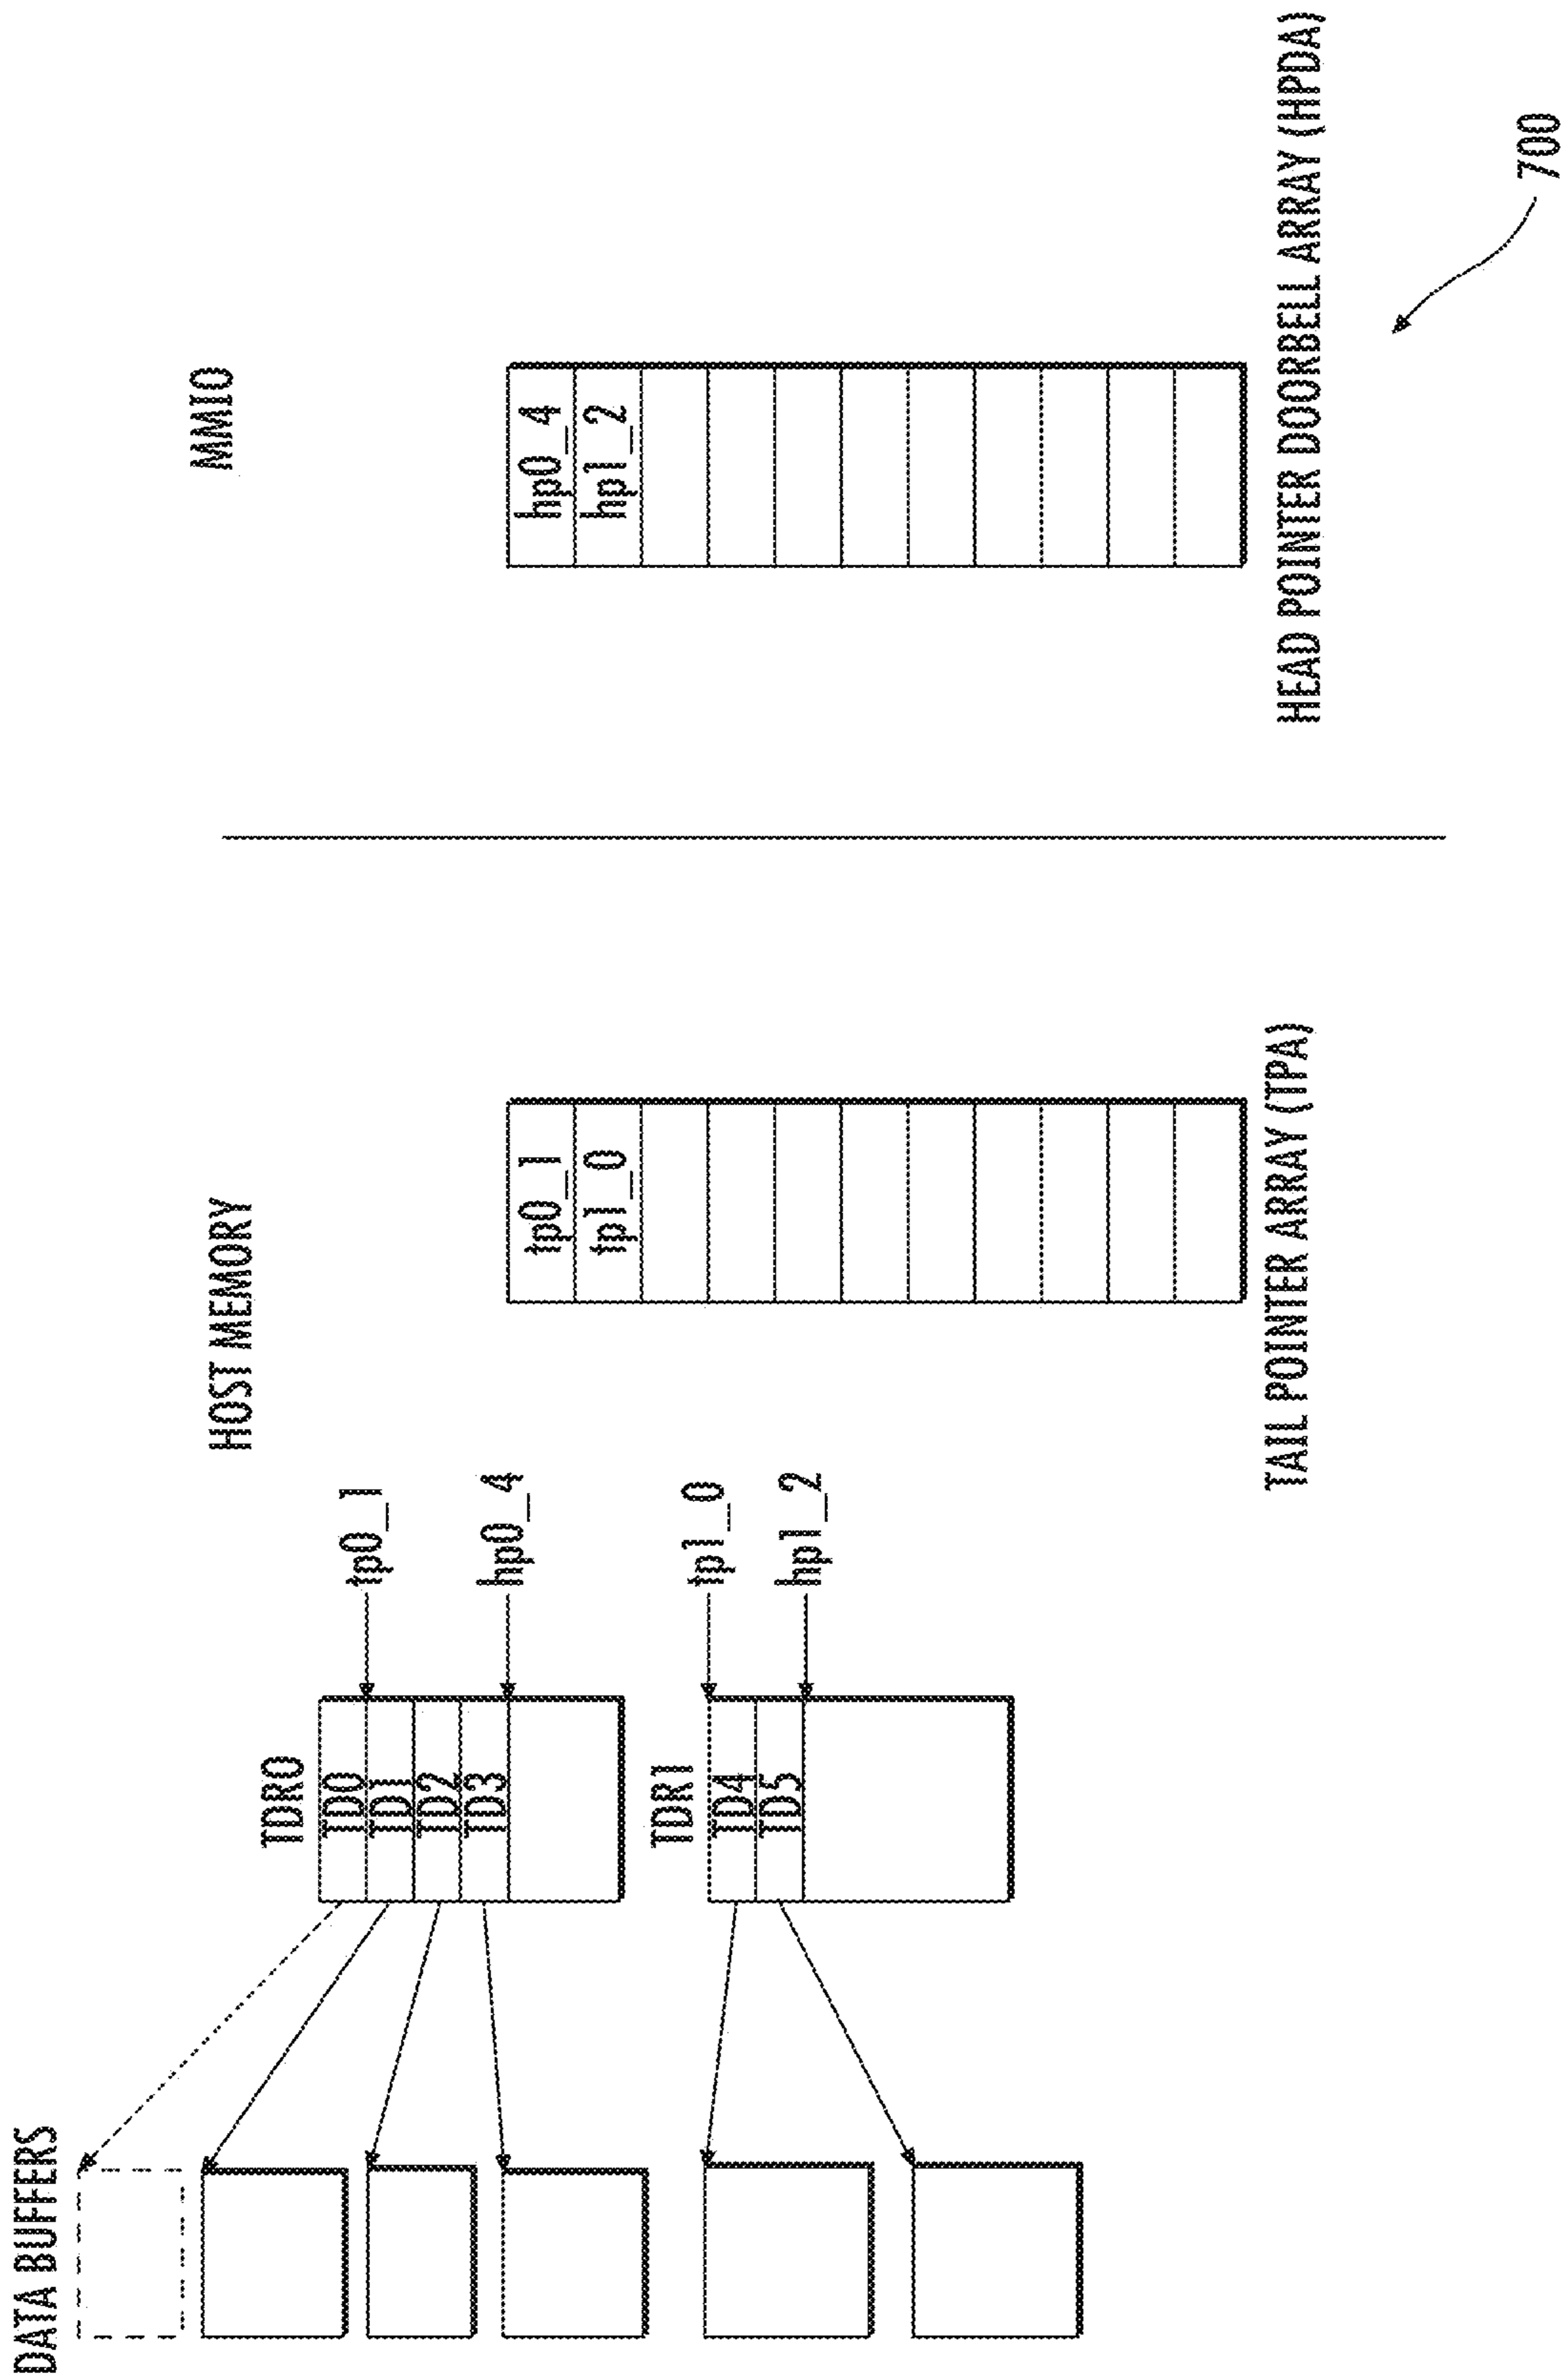 DATA BUFFERS
HOST MEMORY
MMIO
TDR0
TD0
TD1
TD2
TD3
tp0_1
hp0_4
TDR1
TD4
TD5
tp1_0
hp1_2
tp0_1
tp1_0
TAIL POINTER ARRAY (TPA)
hp0_4
hp1_2
HEAD POINTER DOORBELL ARRAY (HPDA)
700